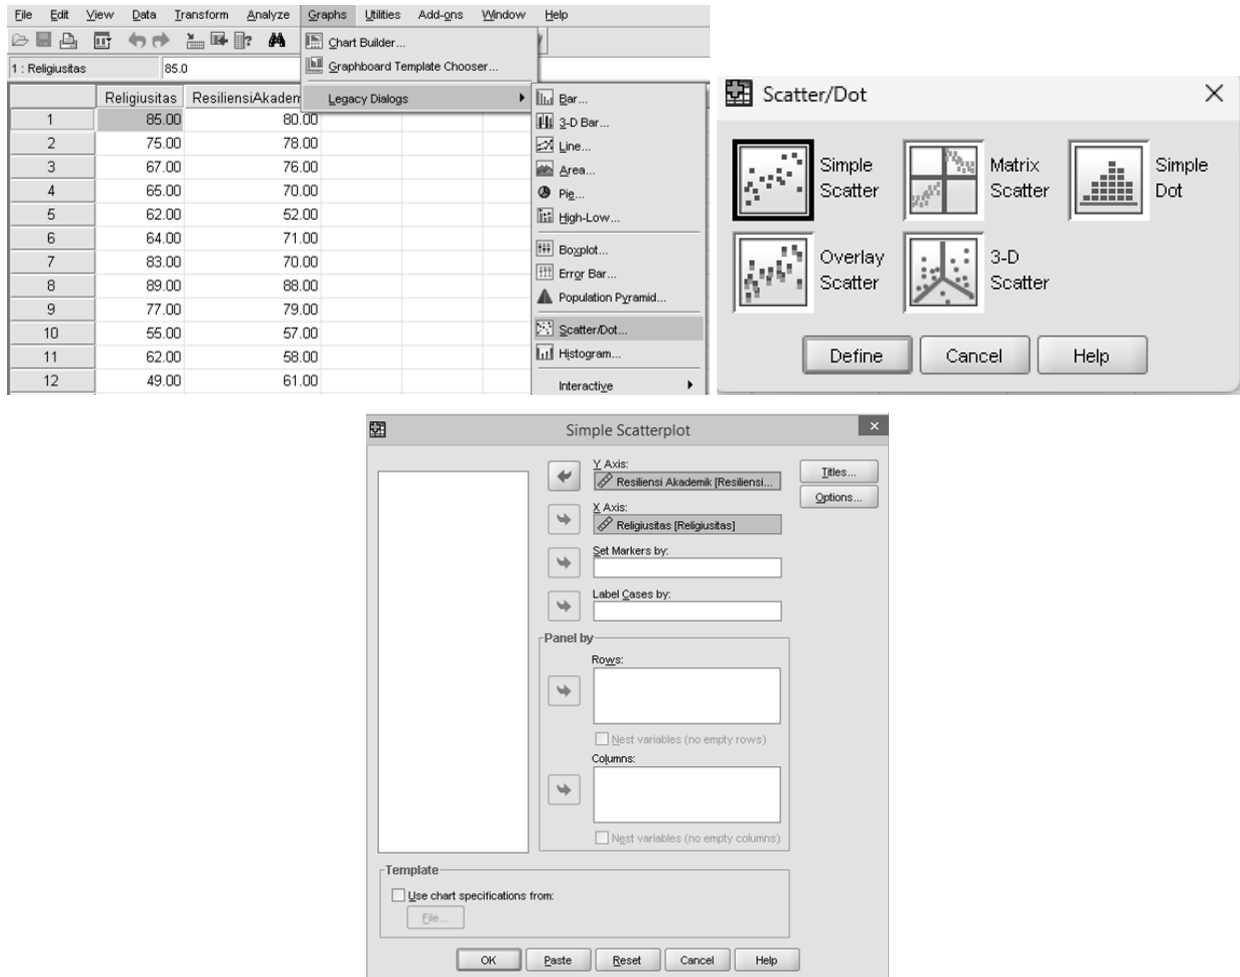 File Edit View Data Transform Analyze Graphs Utilities Add-ons Window Help
Chart Builder...
1 : Religiusitas 85.0
Graphboard Template Chooser...
Religiusitas ResiliensiAkadem
Legacy Dialogs
1 85.00 80.00
2 75.00 78.00
3 67.00 76.00
4 65.00 70.00
5 62.00 52.00
6 64.00 71.00
7 83.00 70.00
8 89.00 88.00
9 77.00 79.00
10 55.00 57.00
11 62.00 58.00
12 49.00 61.00
Bar...
3-D Bar...
Line...
Area...
Pie...
High-Low...
Boxplot...
Error Bar...
Population Pyramid...
Scatter/Dot...
Histogram...
Interactive
Scatter/Dot
Simple Scatter
Matrix Scatter
Simple Dot
Overlay Scatter
3-D Scatter
Define Cancel Help
Simple Scatterplot
Y Axis:
Resiliensi Akademik [Resiliensi...
Titles...
X Axis:
Options...
Religiusitas [Religiusitas]
Set Markers by:
Label Cases by:
Panel by
Rows:
Nest variables (no empty rows)
Columns:
Nest variables (no empty columns)
Template
Use chart specifications from:
File...
OK Paste Reset Cancel Help